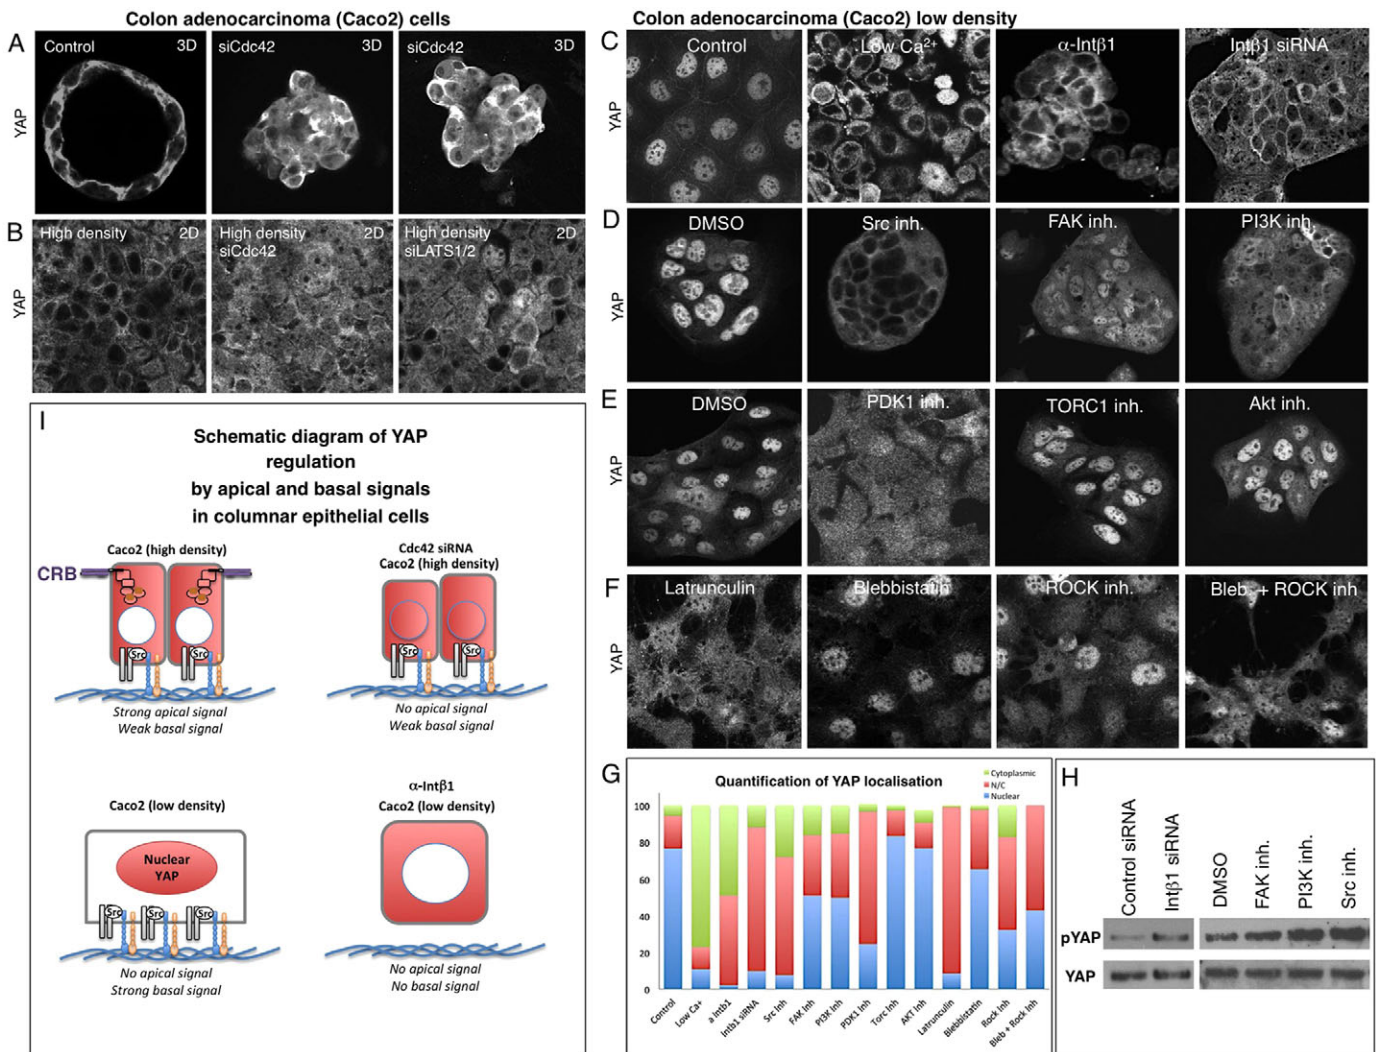 Colon adenocarcinoma (Caco2) cells
A
Control 3D
siCdc42 3D
siCdc42 3D
YAP
B
High density 2D
High density 2D
siCdc42
High density 2D
siLATS1/2
YAP
Colon adenocarcinoma (Caco2) low density
C
Control
Low Ca2+
α-Intβ1
Intβ1 siRNA
YAP
D
DMSO
Src inh.
FAK inh.
PI3K inh.
YAP
E
DMSO
PDK1 inh.
TORC1 inh.
Akt inh.
YAP
F
Latrunculin
Blebbistatin
ROCK inh.
Bleb. + ROCK inh
YAP
I
Schematic diagram of YAP
regulation
by apical and basal signals
in columnar epithelial cells
Caco2 (high density)
CRB
Src
Src
Strong apical signal
Weak basal signal
Cdc42 siRNA
Caco2 (high density)
Src
Src
No apical signal
Weak basal signal
Caco2 (low density)
Nuclear
YAP
Src
Src
Src
No apical signal
Strong basal signal
α-Intβ1
Caco2 (low density)
No apical signal
No basal signal
G
Quantification of YAP localisation
Cytoplasmic
N/C
Nuclear
100
80
60
40
20
0
Control
Low Ca+
a Intb1
Intb1 siRNA
Src inh
FAK Inh
PI3K Inh
PDK1 Inh
Torc Inh
AKT Inh
Latrunculin
Blebbistatin
Rock Inh
Bleb + Rock Inh
H
Control siRNA
Intβ1 siRNA
DMSO
FAK inh.
PI3K inh.
Src inh.
pYAP
YAP